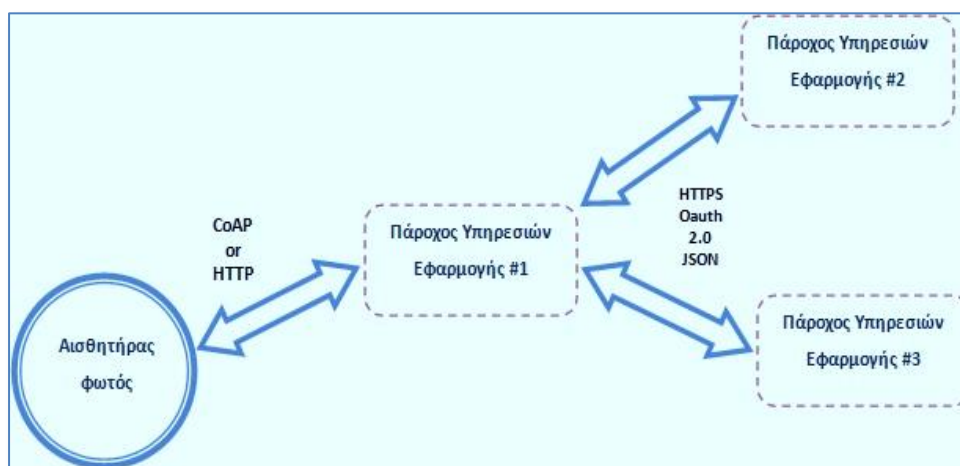 Πάροχος Υπηρεσιών
Εφαρμογής #2
CoAP
or
HTTP
Πάροχος Υπηρεσιών
Εφαρμογής #1
HTTPS
Oauth
2.0
JSON
Αισθητήρας
φωτός
Πάροχος Υπηρεσιών
Εφαρμογής #3